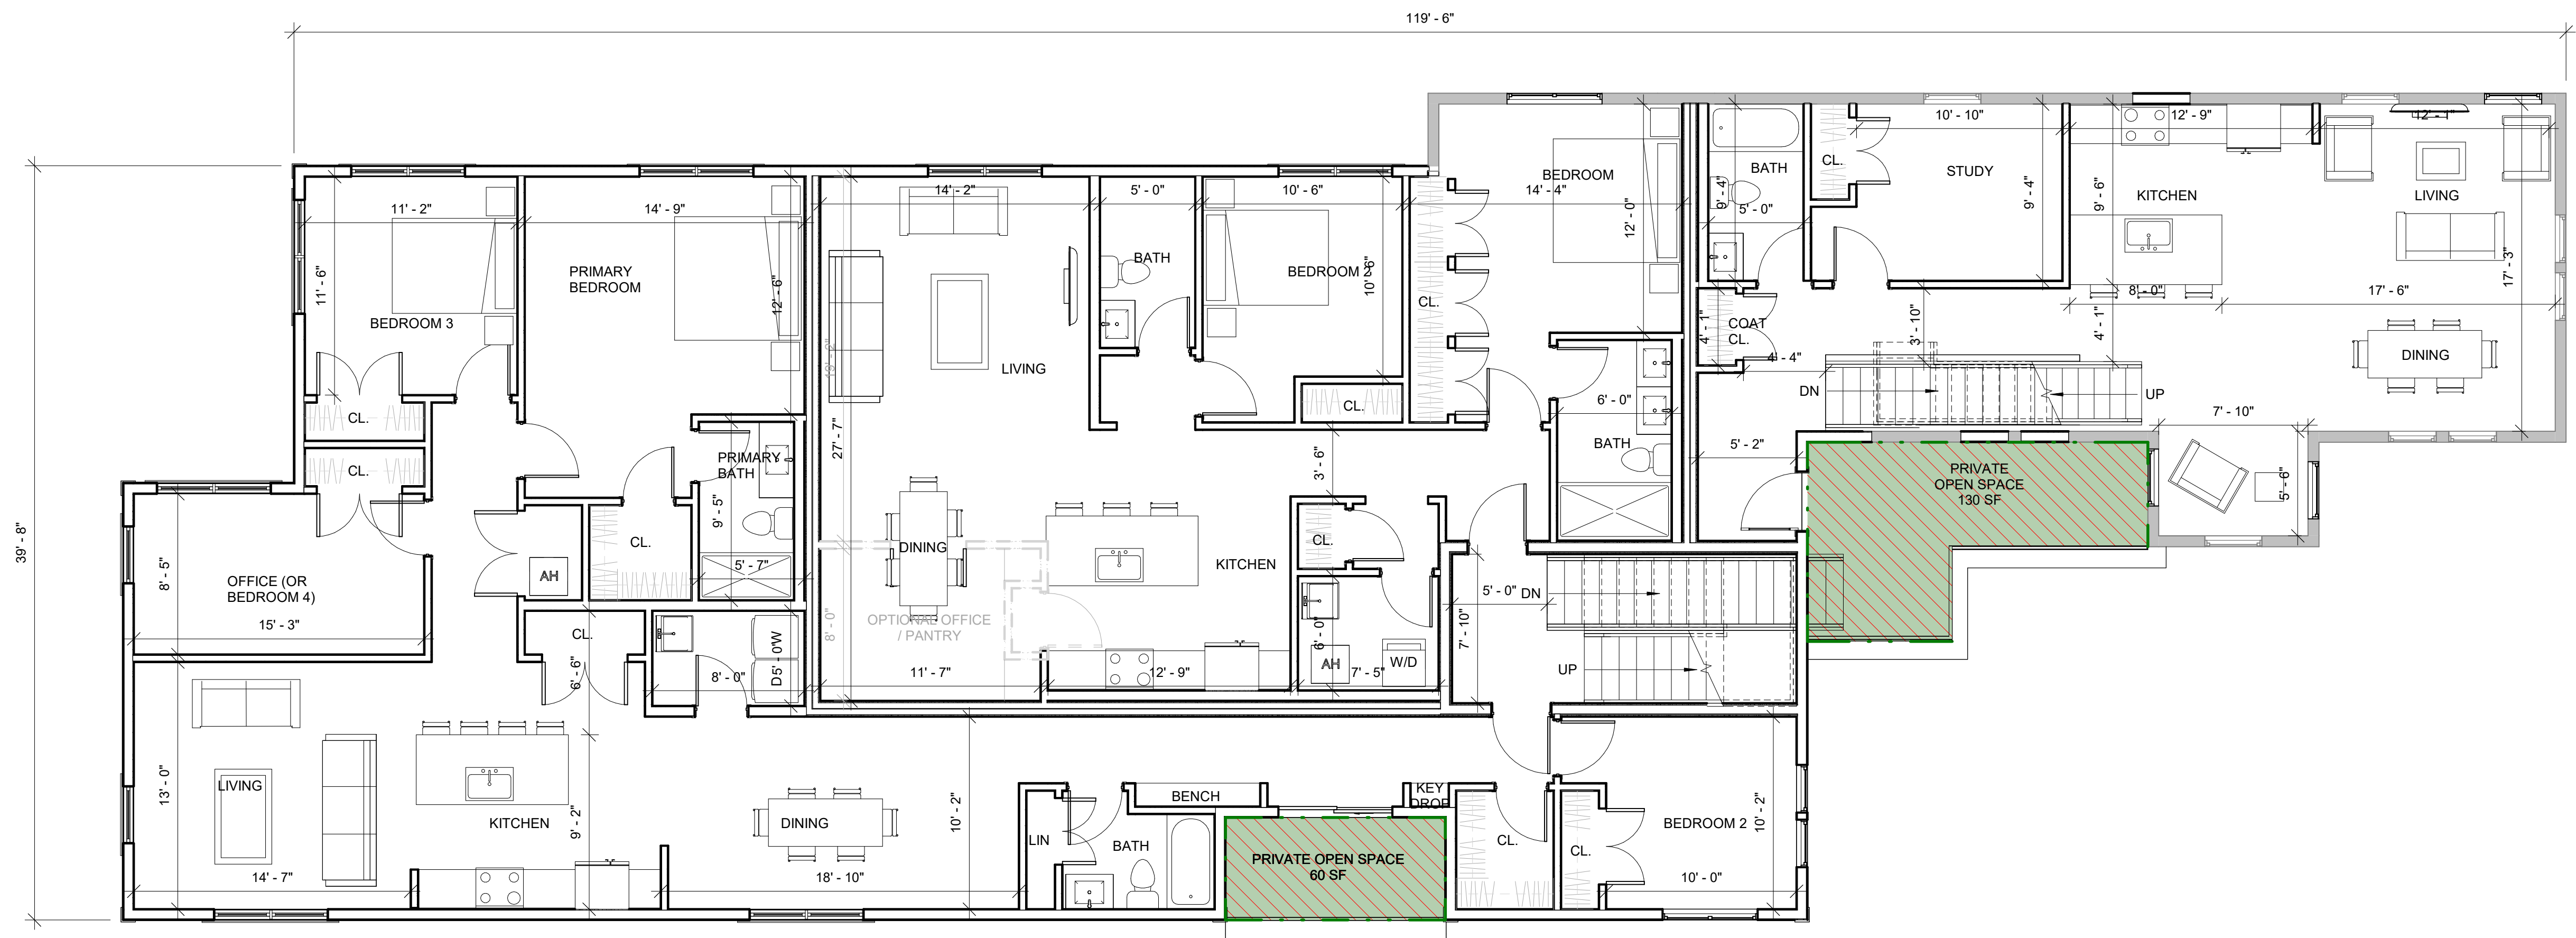 119' - 6"
39' - 8"
11' - 2"
11' - 6"
BEDROOM 3
CL.
CL.
14' - 9"
PRIMARY
BEDROOM
12' - 6"
PRIMARY
BATH
9' - 5"
5' - 7"
CL.
AH
CL.
8' - 5"
OFFICE (OR
BEDROOM 4)
15' - 3"
6' - 6"
8' - 0"
D
5' - 0"
W
13' - 0"
LIVING
14' - 7"
KITCHEN
9' - 2"
DINING
18' - 10"
10' - 2"
LIN
BATH
BENCH
KEY
DROP
PRIVATE OPEN SPACE
60 SF
CL.
CL.
BEDROOM 2
10' - 2"
10' - 0"
14' - 2"
LIVING
27' - 7"
5' - 0"
BATH
10' - 6"
BEDROOM 2
10' - 6"
CL.
CL.
14' - 4"
BEDROOM
12' - 0"
6' - 0"
BATH
3' - 6"
DINING
KITCHEN
OPTIONAL OFFICE
/ PANTRY
8' - 0"
11' - 7"
12' - 9"
CL.
6' - 0"
AH
W/D
7' - 5"
7' - 10"
5' - 0"
DN
UP
BATH
9' - 4"
5' - 0"
CL.
10' - 10"
STUDY
9' - 4"
12' - 9"
KITCHEN
9' - 6"
12' - 1"
LIVING
17' - 3"
COAT
CL.
4' - 1"
4' - 4"
3' - 10"
8' - 0"
4' - 1"
17' - 6"
DINING
DN
UP
7' - 10"
5' - 2"
5' - 6"
PRIVATE
OPEN SPACE
130 SF